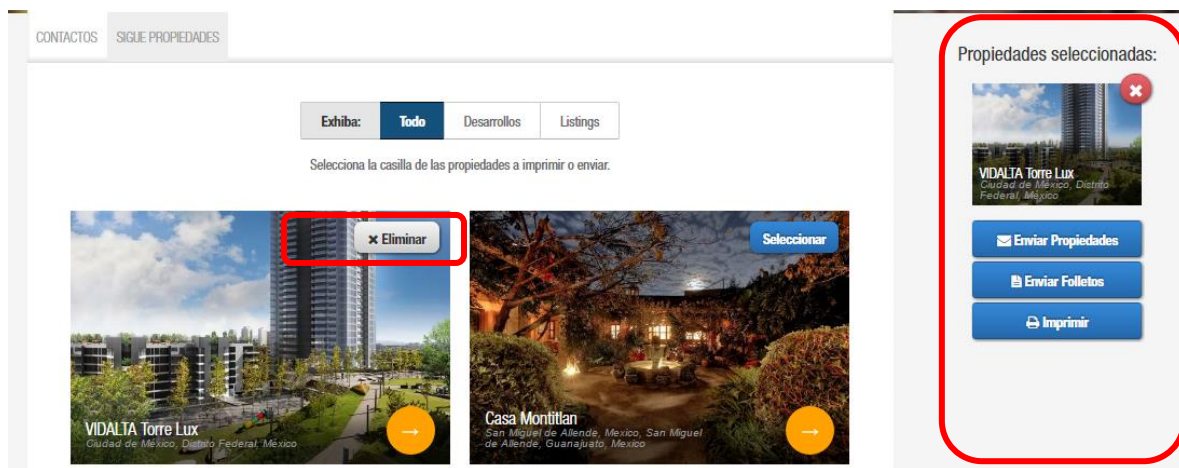 CONTACTOS SIGUE PROPIEDADES
Exhiba: Todo Desarrollos Listings
Selecciona la casilla de las propiedades a imprimir o enviar.
× Eliminar
VIDALTA Torre Lux
Ciudad de México, Distrito Federal, México
Seleccionar
Casa Montitlan
San Miguel de Allende, Mexico, San Miguel
de Allende, Guanajuato, Mexico
Propiedades seleccionadas:
VIDALTA Torre Lux
Ciudad de México, Distrito
Federal, México
Enviar Propiedades
Enviar Folletos
Imprimir